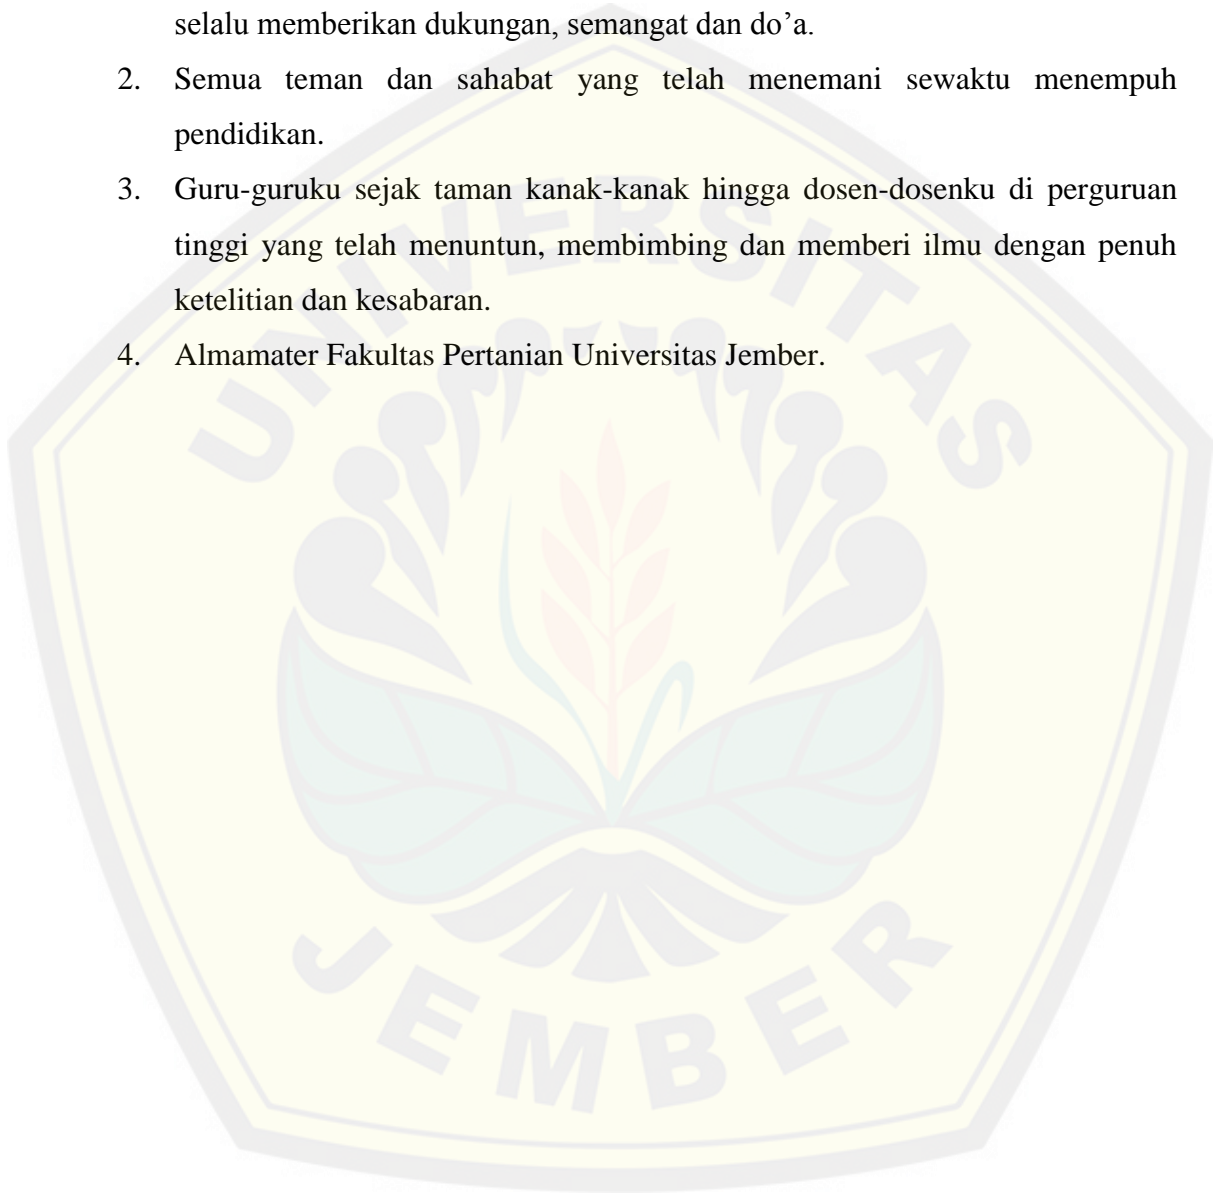 selalu memberikan dukungan, semangat dan do’a.
2. Semua teman dan sahabat yang telah menemani sewaktu menempuh
pendidikan.
3. Guru-guruku sejak taman kanak-kanak hingga dosen-dosenku di perguruan
tinggi yang telah menuntun, membimbing dan memberi ilmu dengan penuh
ketelitian dan kesabaran.
4. Almamater Fakultas Pertanian Universitas Jember.
UNIVERSITAS
JEMBER